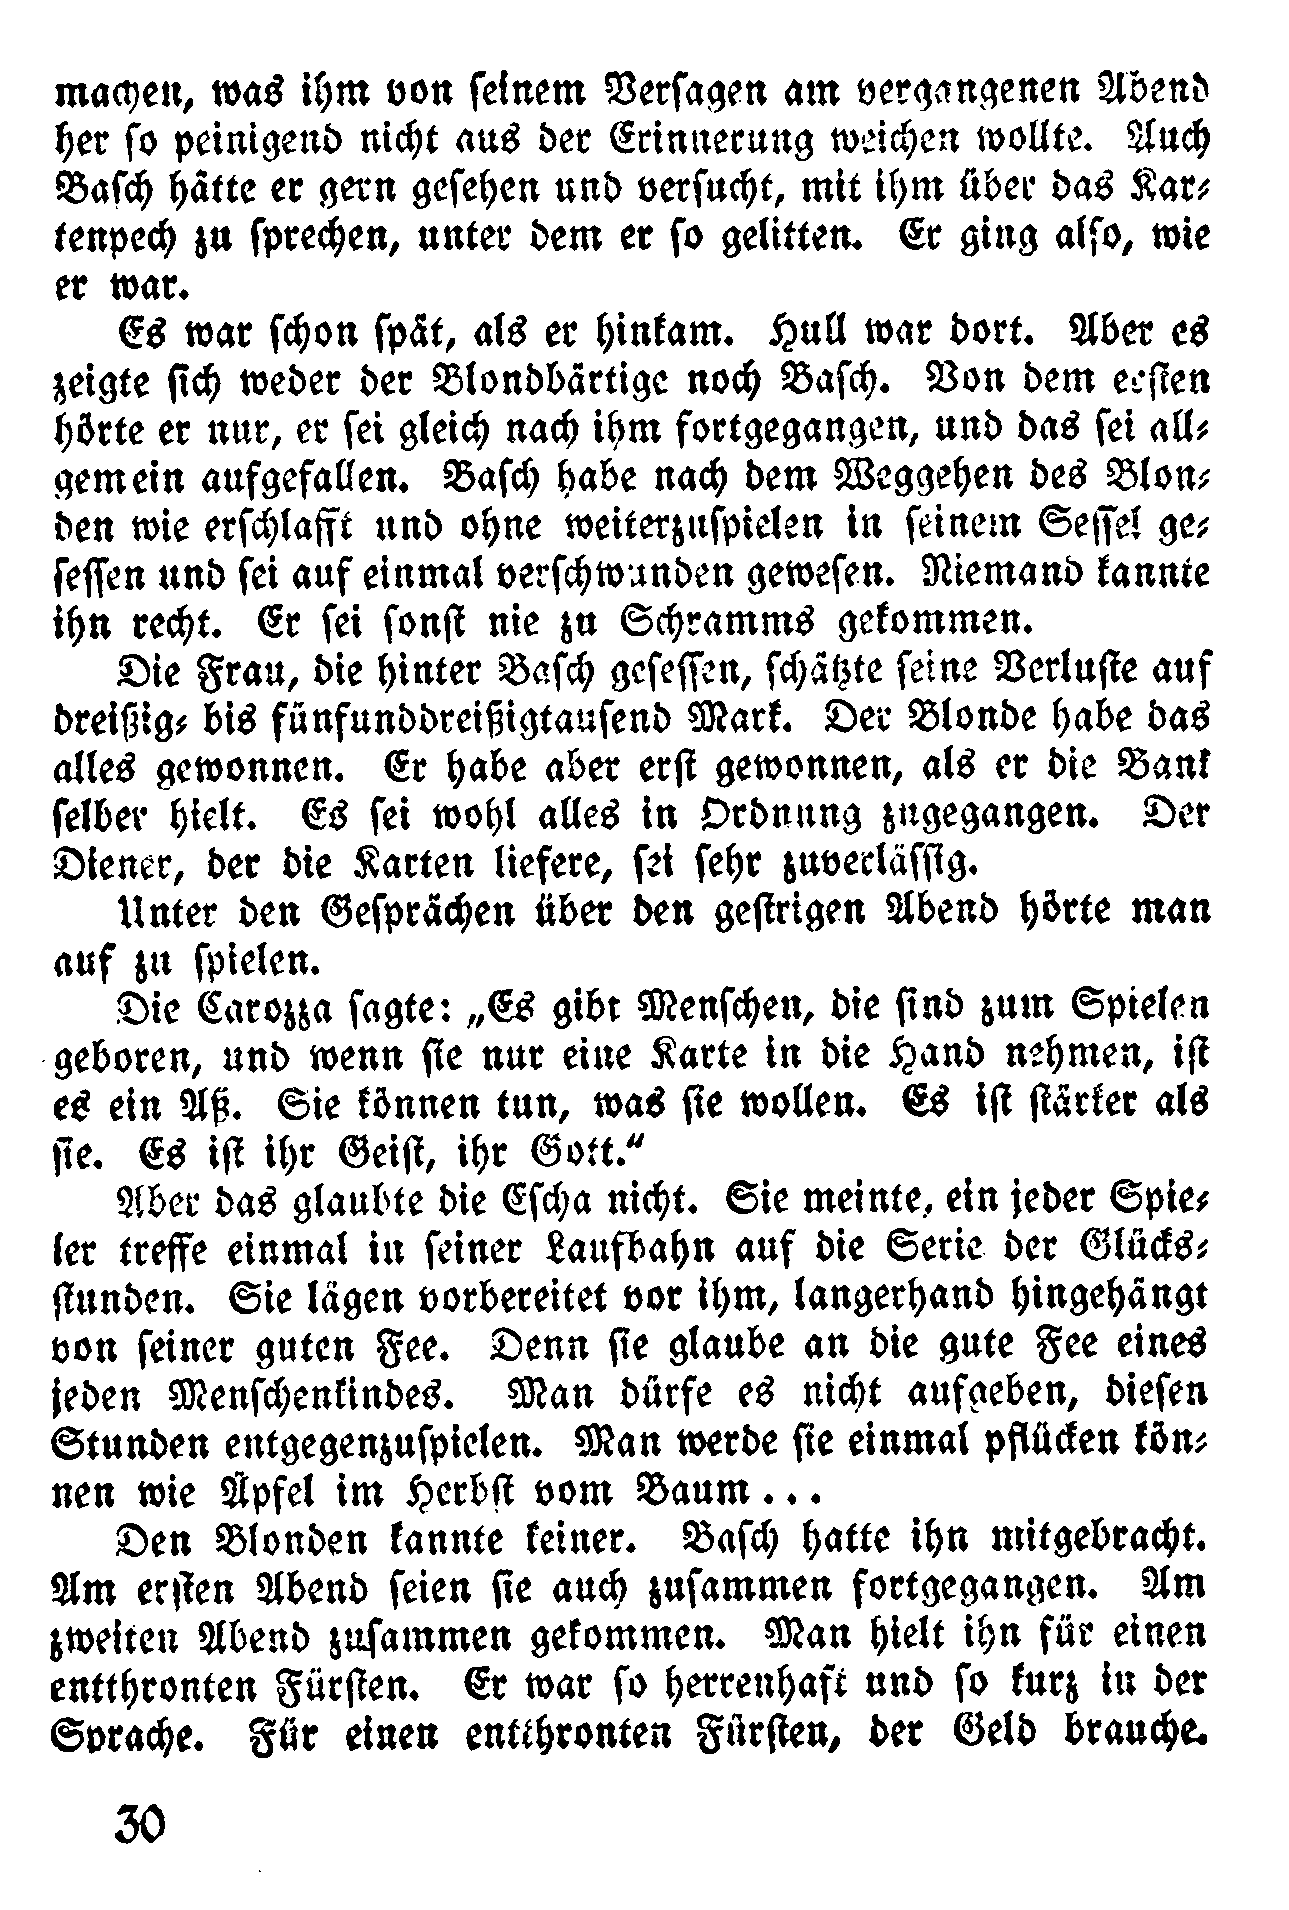 machen, was ihm von seinem Versagen am vergangenen Abend
her so peinigend nicht aus der Erinnerung weichen wollte. Auch
Basch hätte er gern gesehen und versucht, mit ihm über das Kar-
tenpech zu sprechen, unter dem er so gelitten. Er ging also, wie
er war.
Es war schon spät, als er hinkam. Hull war dort. Aber es
zeigte sich weder der Blondbärtige noch Basch. Von dem ersten
hörte er nur, er sei gleich nach ihm fortgegangen, und das sei all-
gemein aufgefallen. Basch habe nach dem Weggehen des Blon-
den wie erschlafft und ohne weiterzuspielen in seinem Sessel ge-
sessen und sei auf einmal verschwunden gewesen. Niemand kannte
ihn recht. Er sei sonst nie zu Schramms gekommen.
Die Frau, die hinter Basch gesessen, schätzte seine Verluste auf
dreißig- bis fünfunddreißigtausend Mark. Der Blonde habe das
alles gewonnen. Er habe aber erst gewonnen, als er die Bank
selber hielt. Es sei wohl alles in Ordnung zugegangen. Der
Diener, der die Karten liefere, sei sehr zuverlässig.
Unter den Gesprächen über den gestrigen Abend hörte man
auf zu spielen.
Die Carozza sagte: „Es gibt Menschen, die sind zum Spielen
geboren, und wenn sie nur eine Karte in die Hand nehmen, ist
es ein Aß. Sie können tun, was sie wollen. Es ist stärker als
sie. Es ist ihr Geist, ihr Gott.“
Aber das glaubte die Escha nicht. Sie meinte, ein jeder Spie-
ler treffe einmal in seiner Laufbahn auf die Serie der Glücks-
stunden. Sie lägen vorbereitet vor ihm, langerhand hingehängt
von seiner guten Fee. Denn sie glaube an die gute Fee eines
jeden Menschenkindes. Man dürfe es nicht aufgeben, diesen
Stunden entgegenzuspielen. Man werde sie einmal pflücken kön-
nen wie Äpfel im Herbst vom Baum...
Den Blonden kannte keiner. Basch hatte ihn mitgebracht.
Am ersten Abend seien sie auch zusammen fortgegangen. Am
zweiten Abend zusammen gekommen. Man hielt ihn für einen
entthronten Fürsten. Er war so herrenhaft und so kurz in der
Sprache. Für einen entthronten Fürsten, der Geld brauche.
30